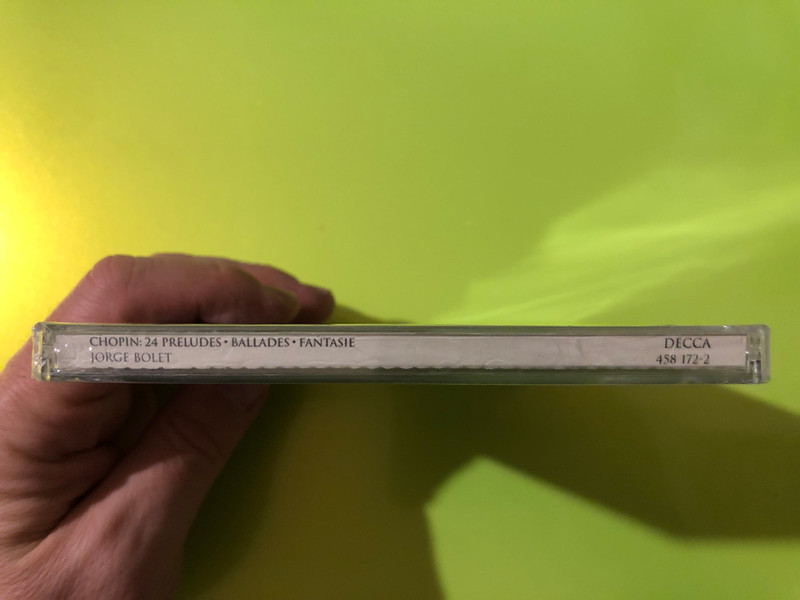 CHOPIN: 24 PRELUDES • BALLADES • FANTASIE
JORGE BOLET
DECCA
458 172-2